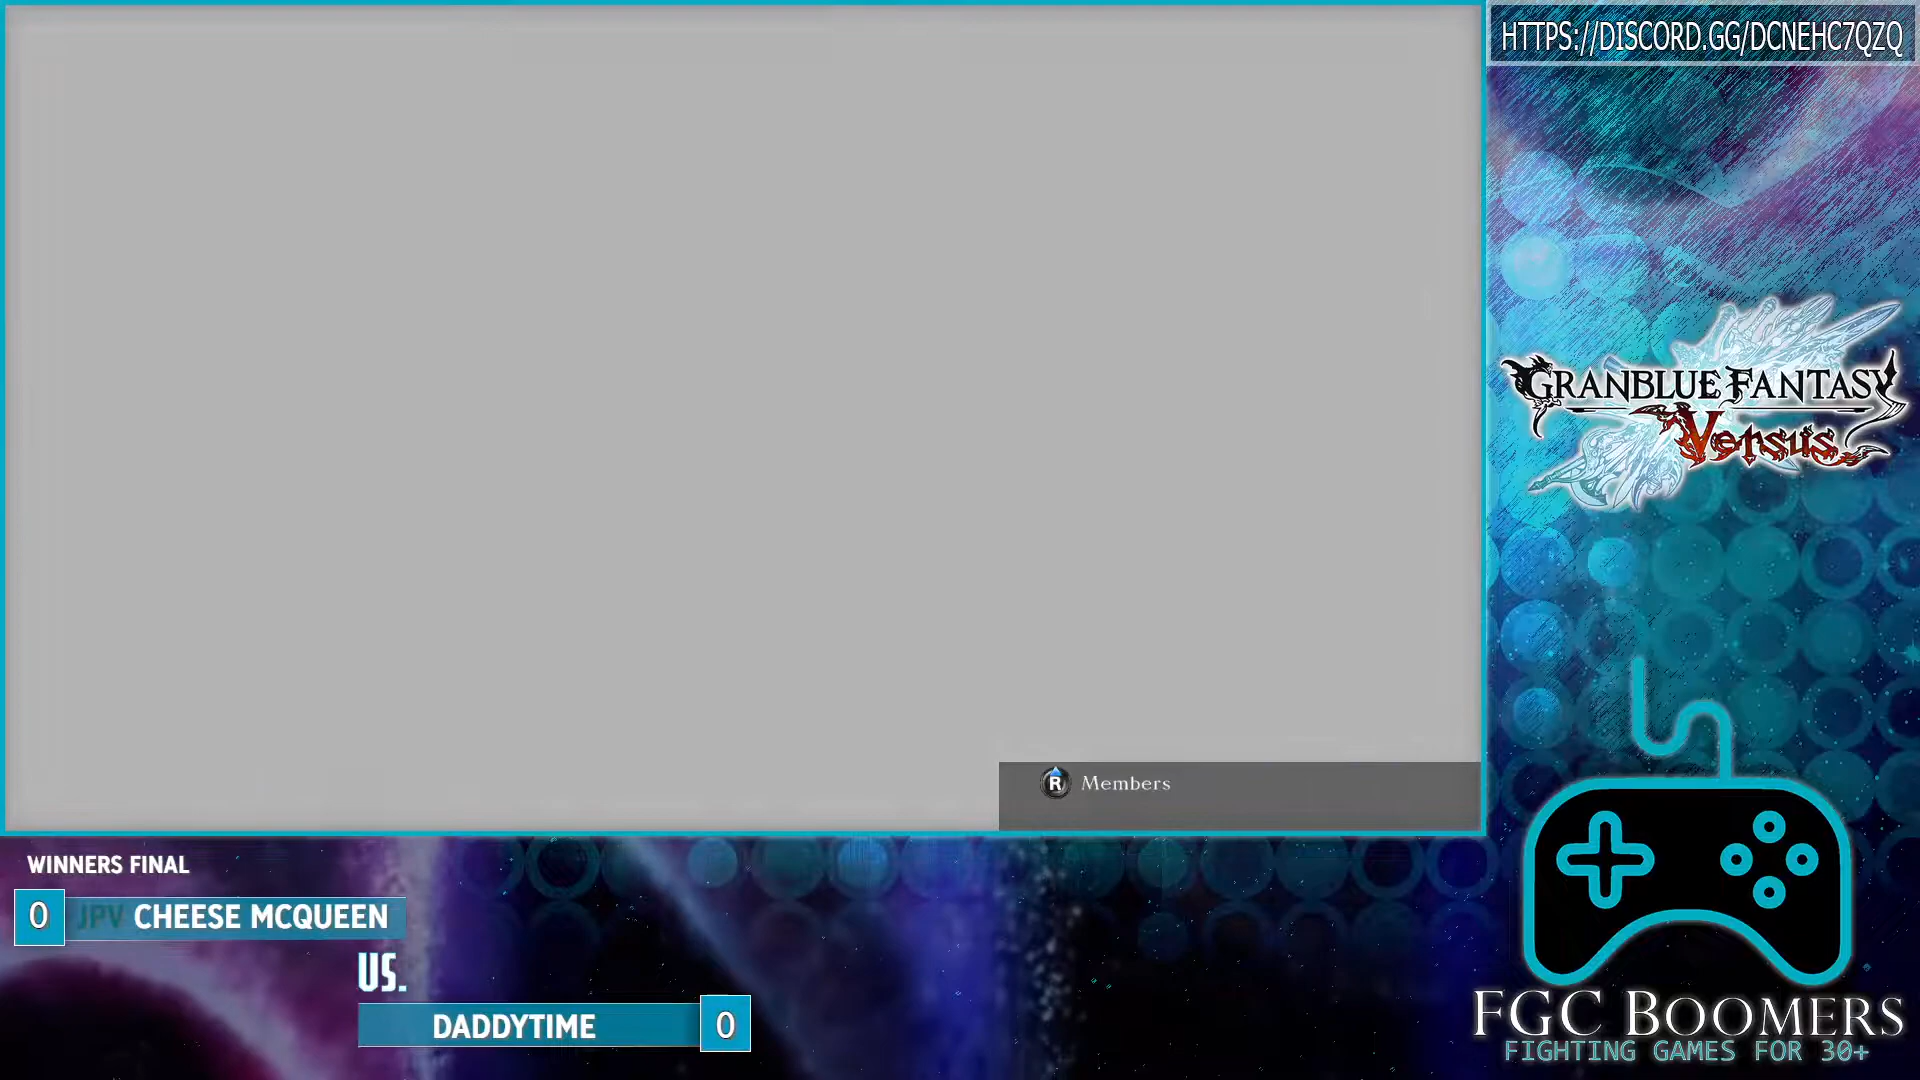 HTTPS://DISCORD.GG/DCNEHC7QZQ
GRANBLUE FANTASY
Versus
R Members
WINNERS FINAL
0 JPV CHEESE MCQUEEN
VS.
DADDYTIME 0
FGC BOOMERS
FIGHTING GAMES FOR 30+